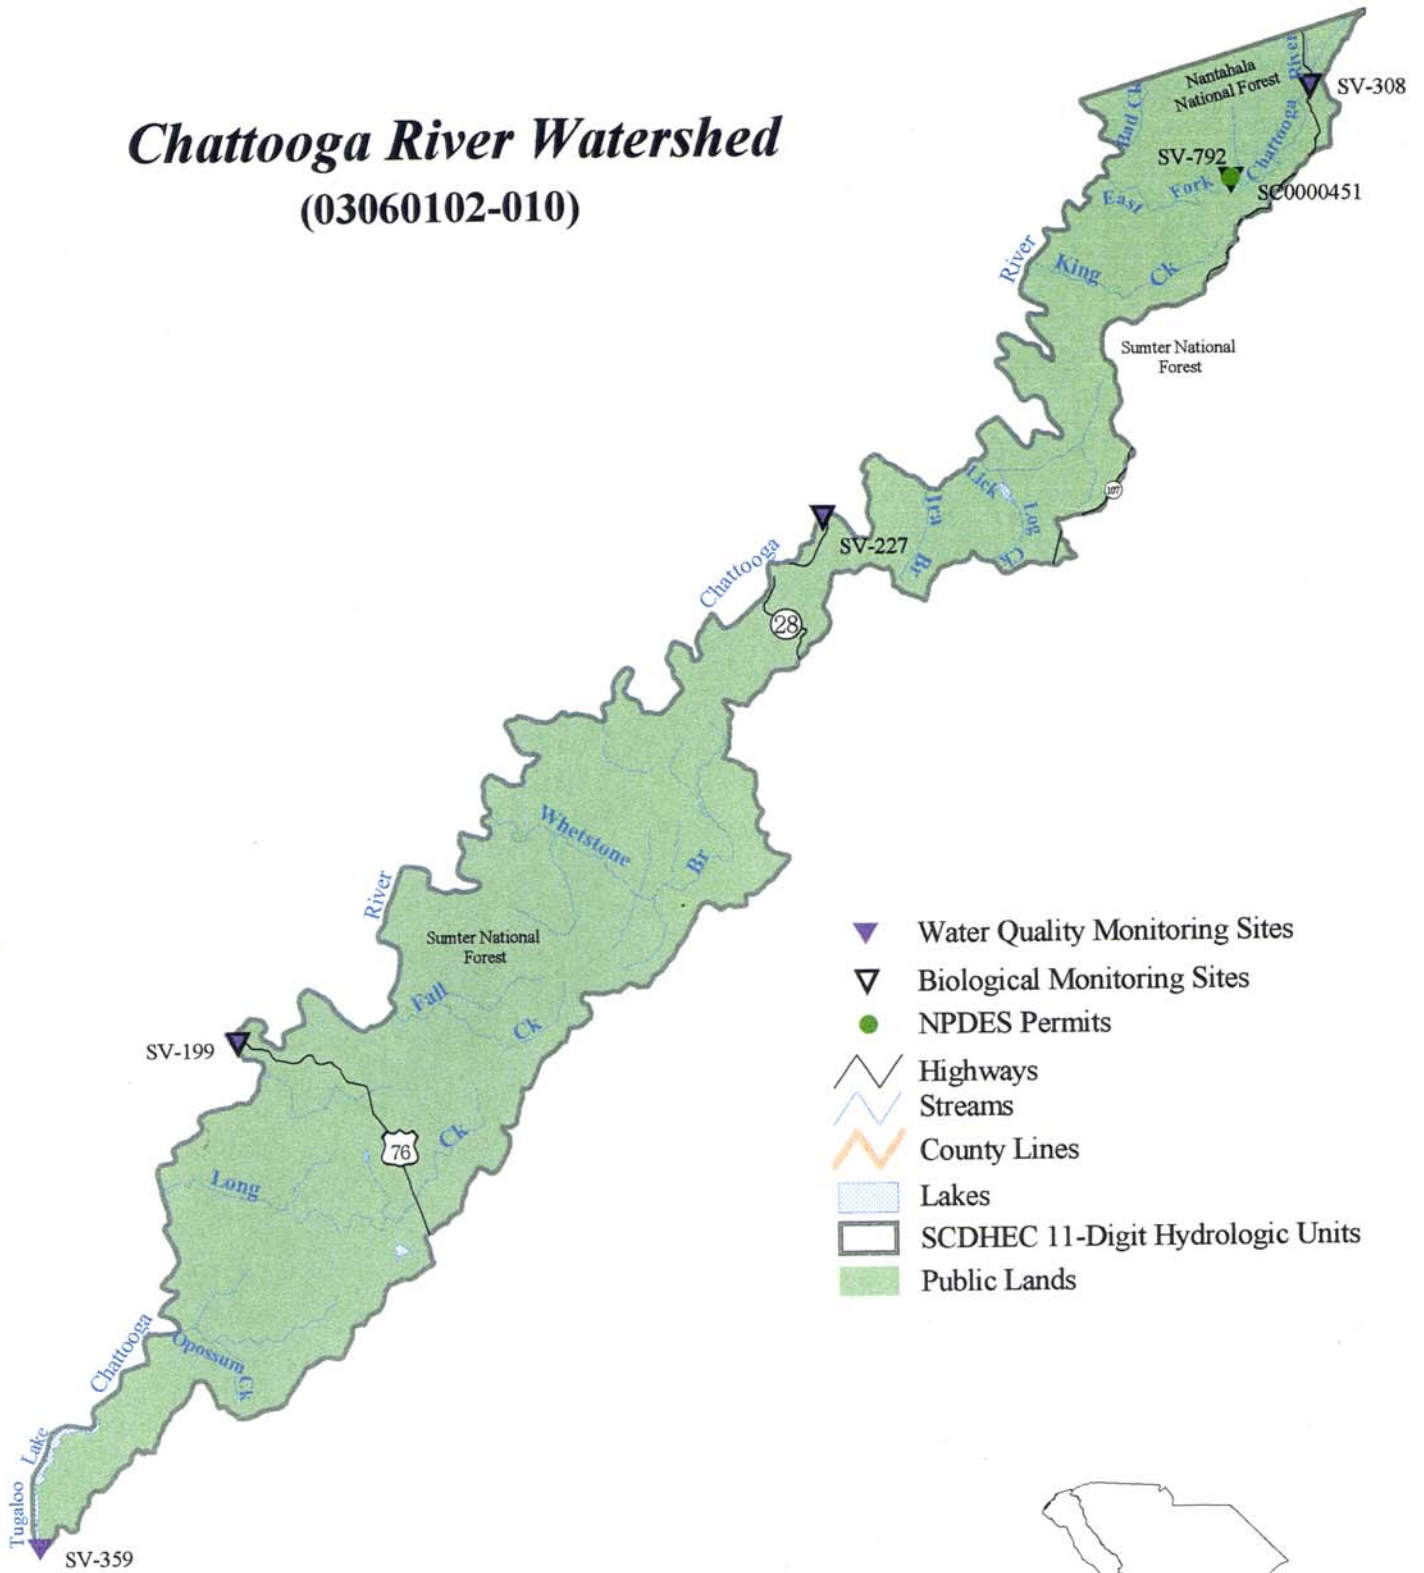 Chattooga River Watershed
(03060102-010)
Nantahala
National Forest
River
SV-308
Bad Ck
Chattooga
SV-792
SC0000451
East
Fork
River
King
Ck
Sumter National
Forest
Lick
Log
Ck
107
Ira
Br
SV-227
Chattooga
28
Whetstone
Br
River
Sumter National
Forest
Fall
Ck
SV-199
76
Ck
Long
Chattooga
Opossum
Ck
Lake
Tugaloo
SV-359
Water Quality Monitoring Sites
Biological Monitoring Sites
NPDES Permits
Highways
Streams
County Lines
Lakes
SCDHEC 11-Digit Hydrologic Units
Public Lands